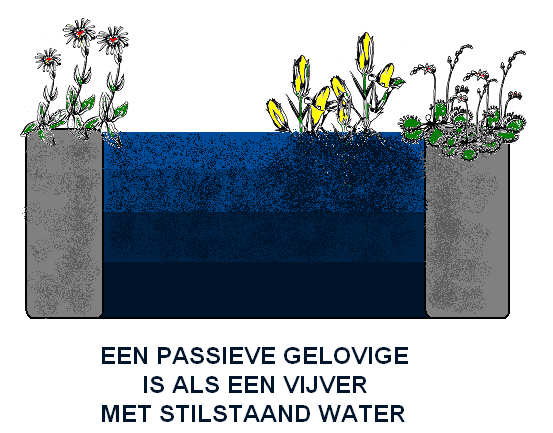 EEN PASSIEVE GELOVIGE
IS ALS EEN VIJVER
MET STILSTAAND WATER